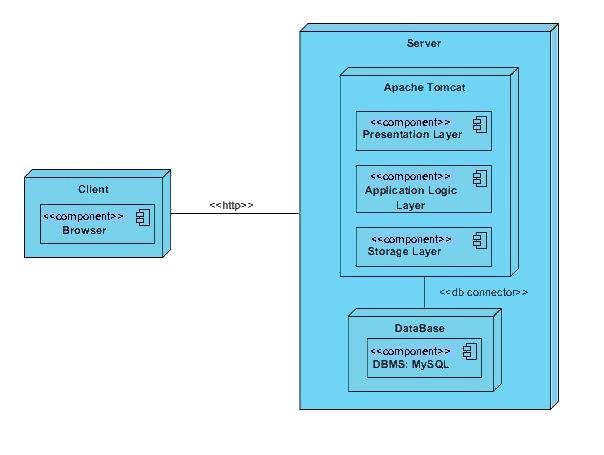 Server
Apache Tomcat
<<component>>
Presentation Layer
<<component>>
Application Logic
Layer
<<component>>
Storage Layer
Client
<<component>>
Browser
<<http>>
<<db connector>>
DataBase
<<component>>
DBMS: MySQL